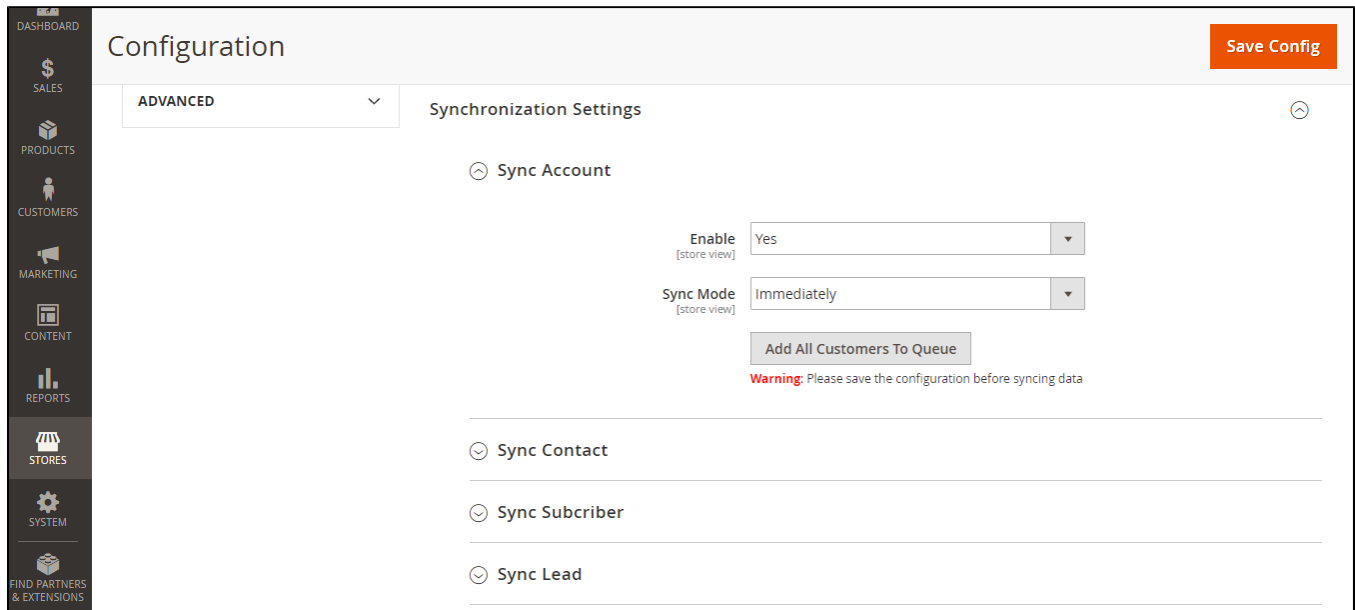 DASHBOARD
SALES
PRODUCTS
CUSTOMERS
MARKETING
CONTENT
REPORTS
STORES
SYSTEM
FIND PARTNERS
& EXTENSIONS
Configuration
Save Config
ADVANCED
Synchronization Settings
Sync Account
Enable
[store view]
Yes
Sync Mode
[store view]
Immediately
Add All Customers To Queue
Warning: Please save the configuration before syncing data
Sync Contact
Sync Subcriber
Sync Lead